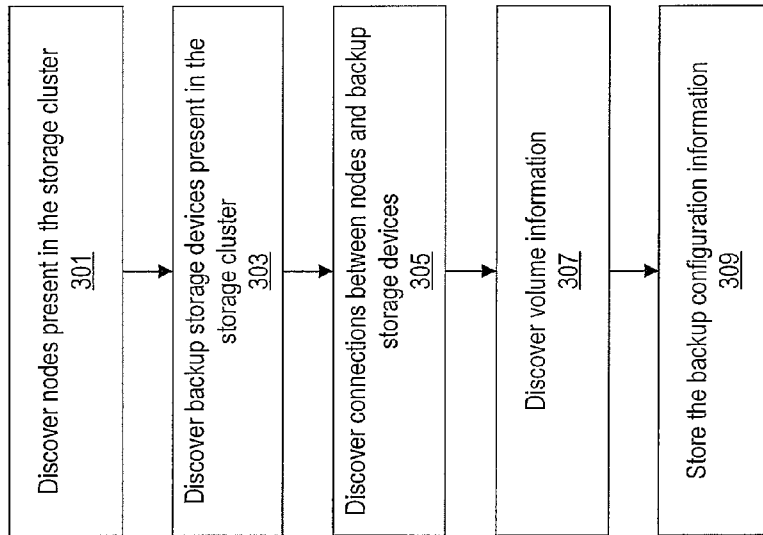 Discover nodes present in the storage cluster
301
Discover backup storage devices present in the
storage cluster
303
Discover connections between nodes and backup
storage devices
305
Discover volume information
307
Store the backup configuration information
309